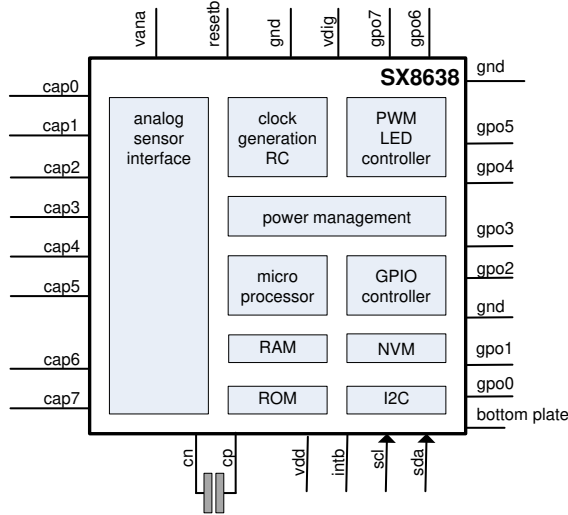 vana
resetb
gnd
vdig
gpo7
gpo6
SX8638
gnd
cap0
cap1
cap2
cap3
cap4
cap5
cap6
cap7
analog
sensor
interface
clock
generation
RC
PWM
LED
controller
power management
micro
processor
GPIO
controller
RAM
NVM
ROM
I2C
gpo5
gpo4
gpo3
gpo2
gnd
gpo1
gpo0
bottom plate
cn
cp
vdd
intb
scl
sda